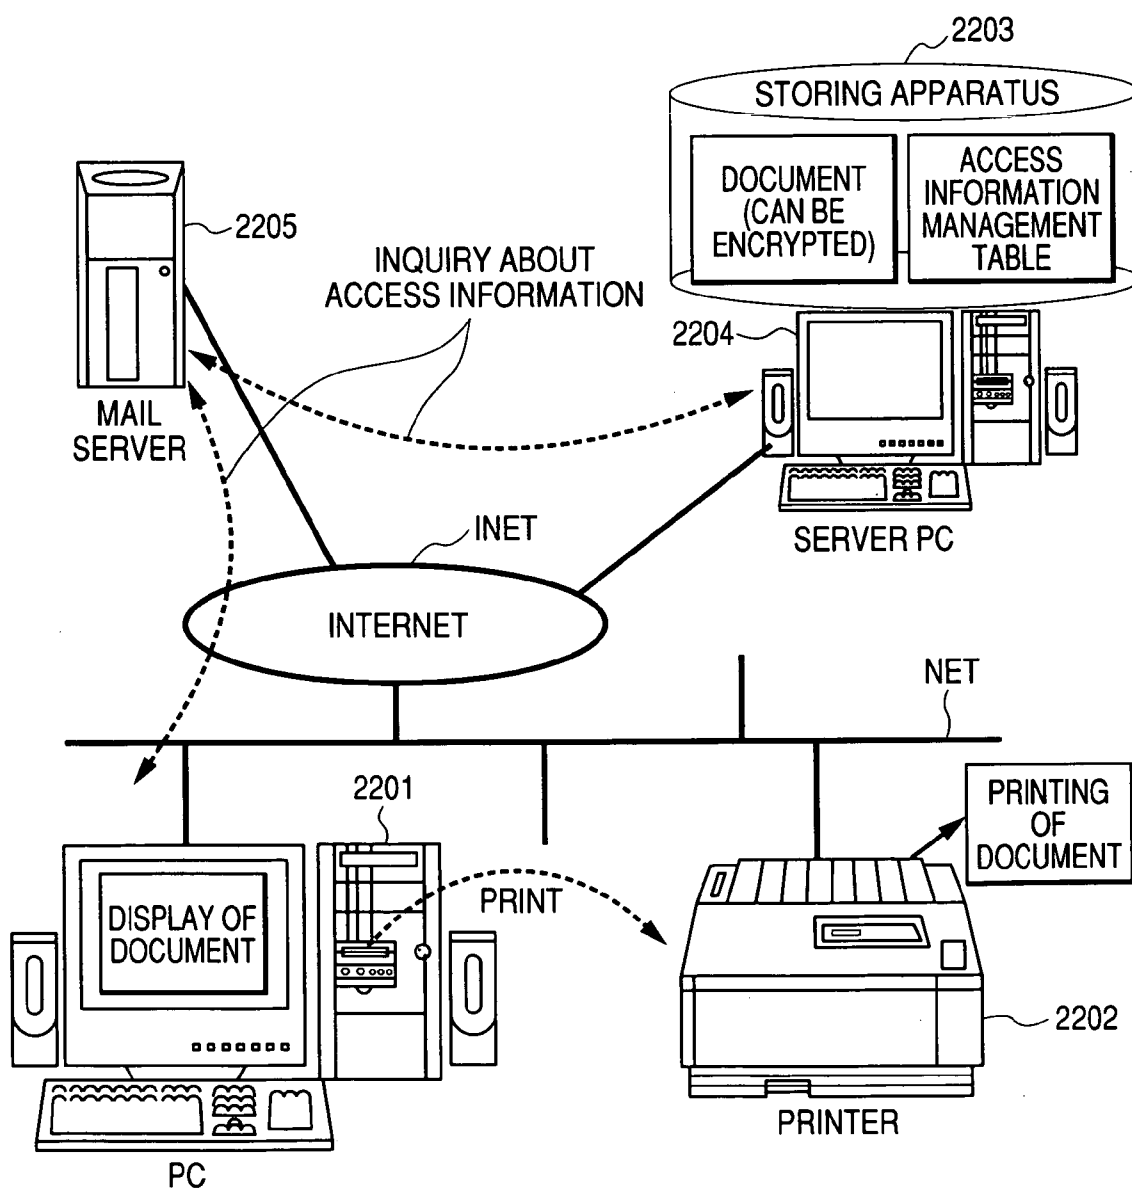 2203
STORING APPARATUS
DOCUMENT
(CAN BE
ENCRYPTED)
ACCESS
INFORMATION
MANAGEMENT
TABLE
2205
INQUIRY ABOUT
ACCESS INFORMATION
2204
MAIL
SERVER
SERVER PC
INET
INTERNET
NET
2201
PRINTING
OF
DOCUMENT
DISPLAY OF
DOCUMENT
PRINT
2202
PRINTER
PC